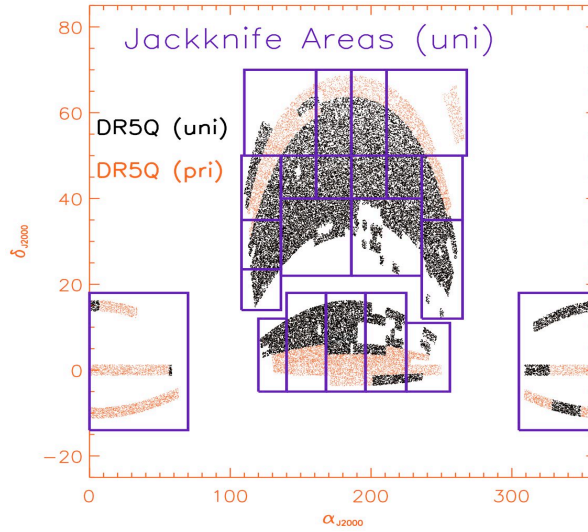 Jackknife Areas (uni)
DR5Q (uni)
DR5Q (pri)
80
60
40
20
0
−20
δJ2000
0
100
200
300
αJ2000